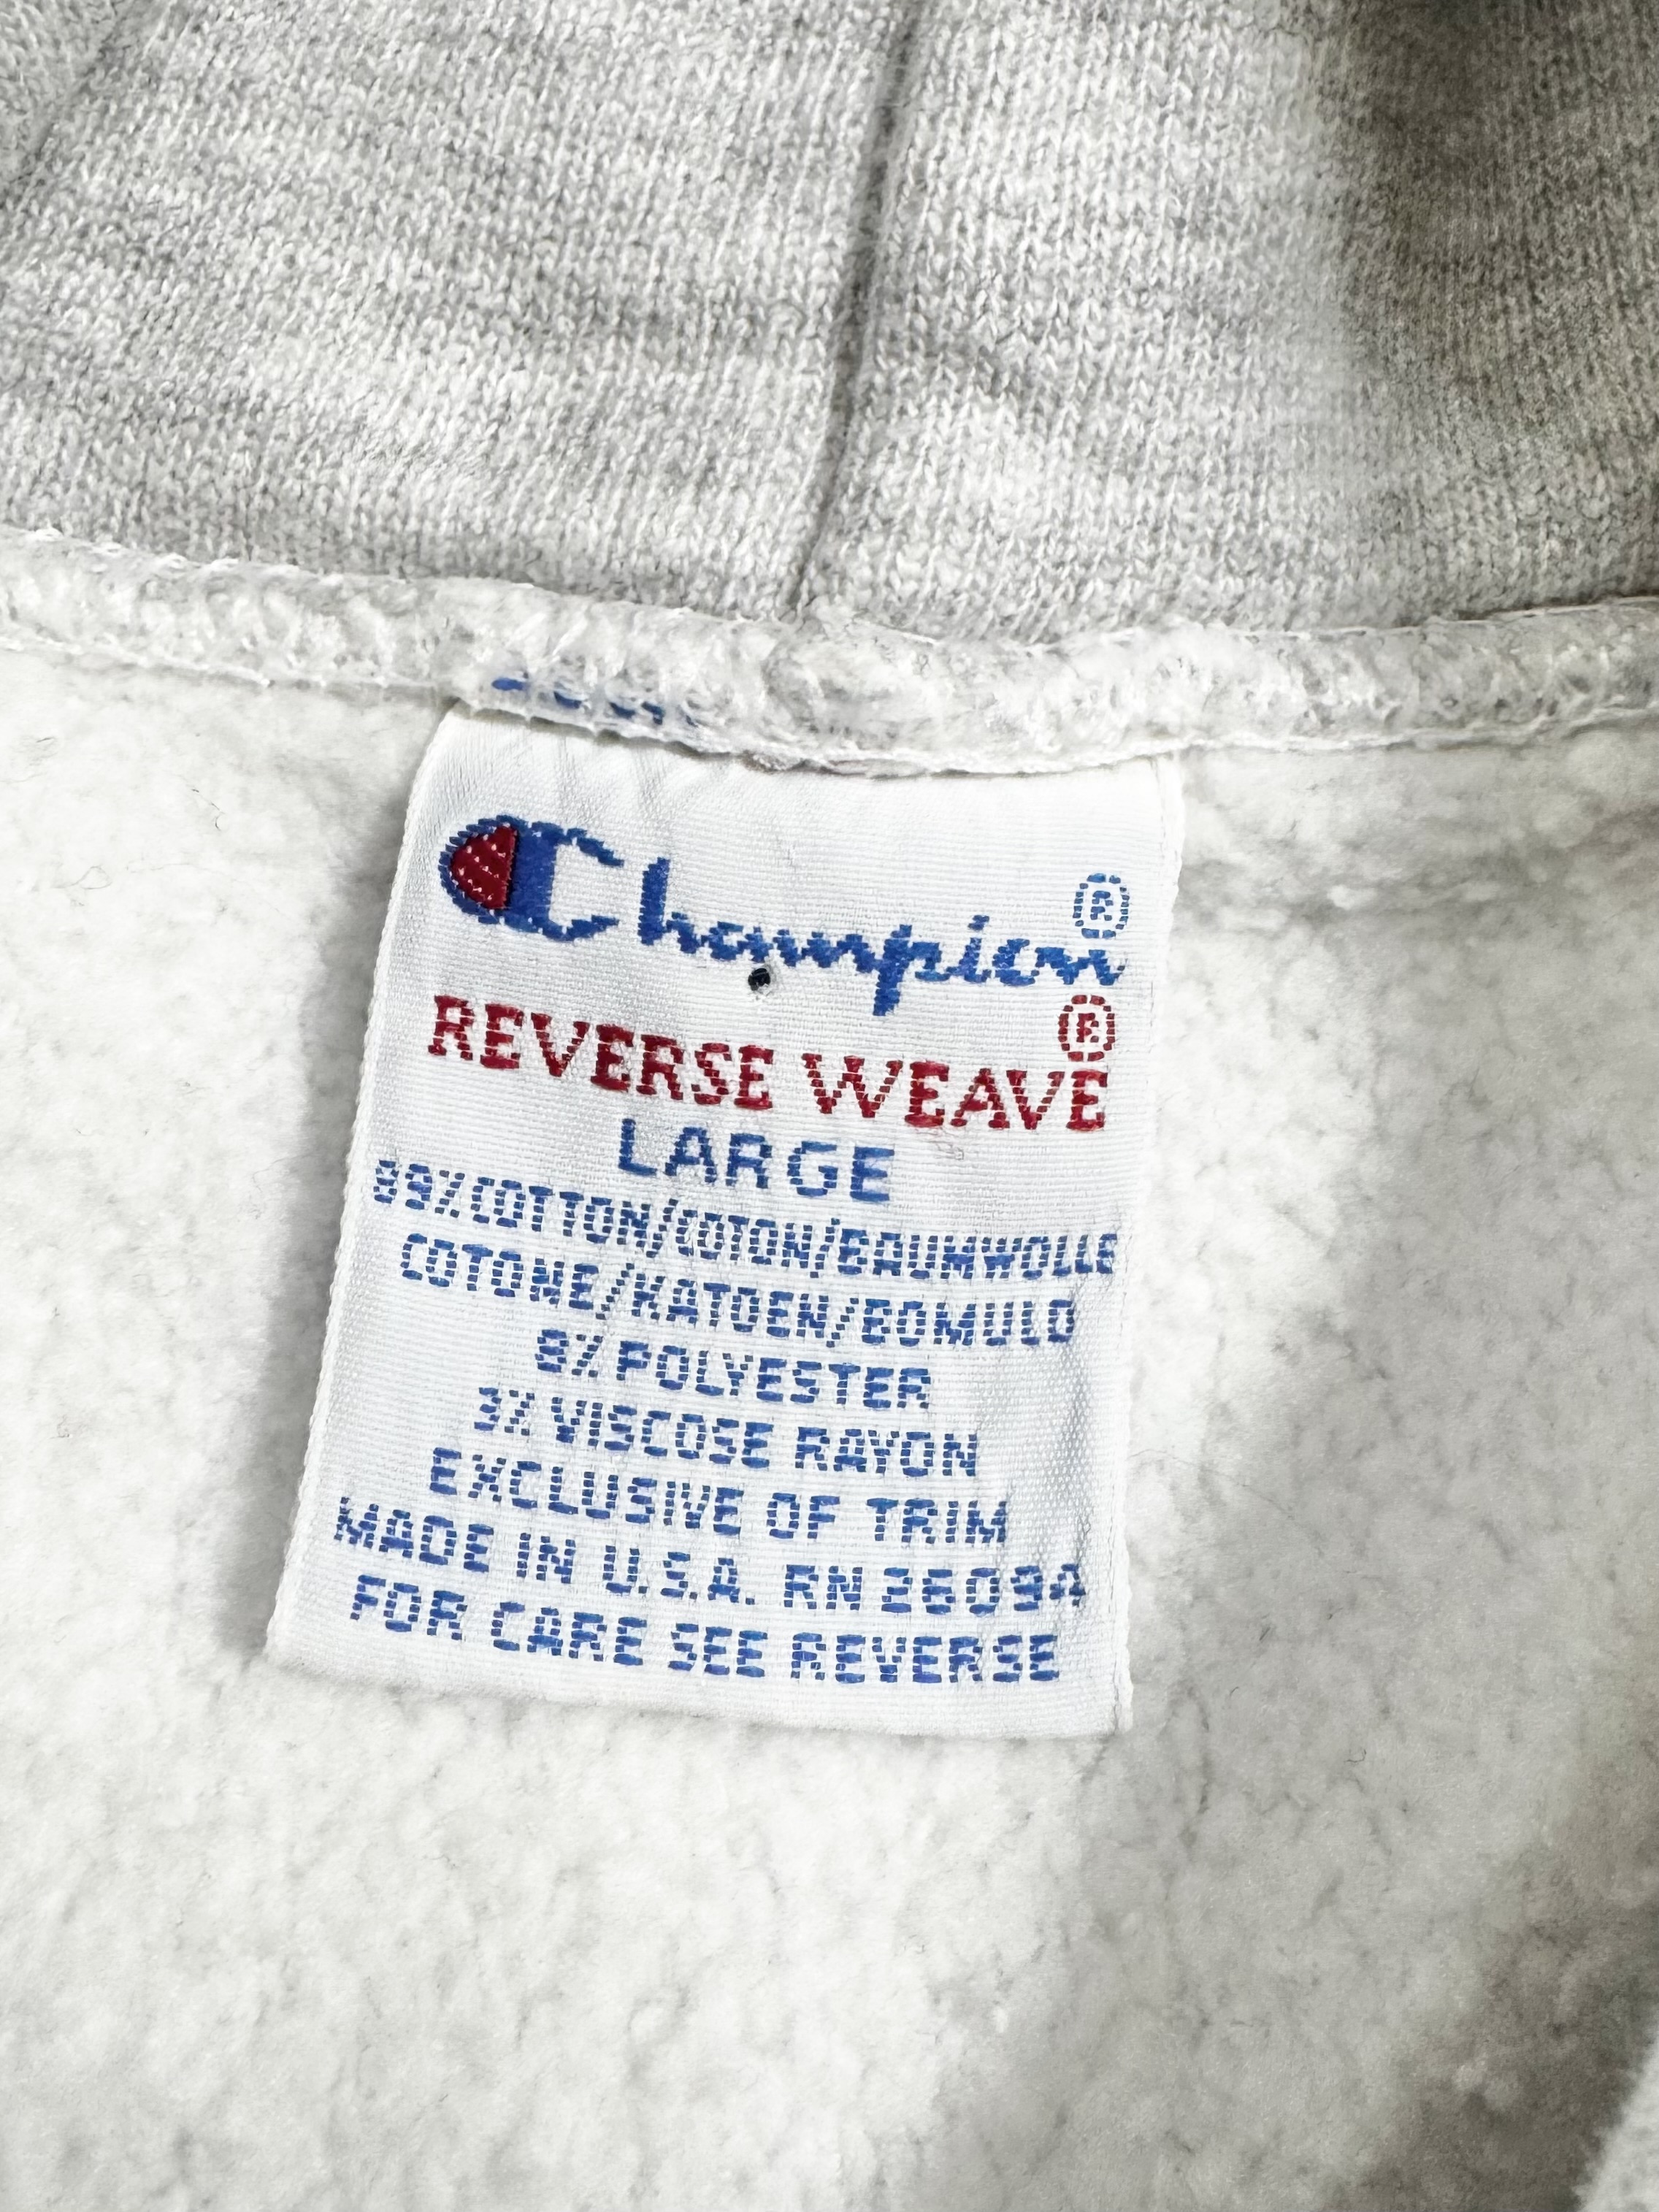 Champion®
REVERSE WEAVE®
LARGE
89% COTTON/COTON/BAUMWOLLE
COTONE/KATOEN/BOMULD
8% POLYESTER
3% VISCOSE RAYON
EXCLUSIVE OF TRIM
MADE IN U.S.A. RN 26094
FOR CARE SEE REVERSE